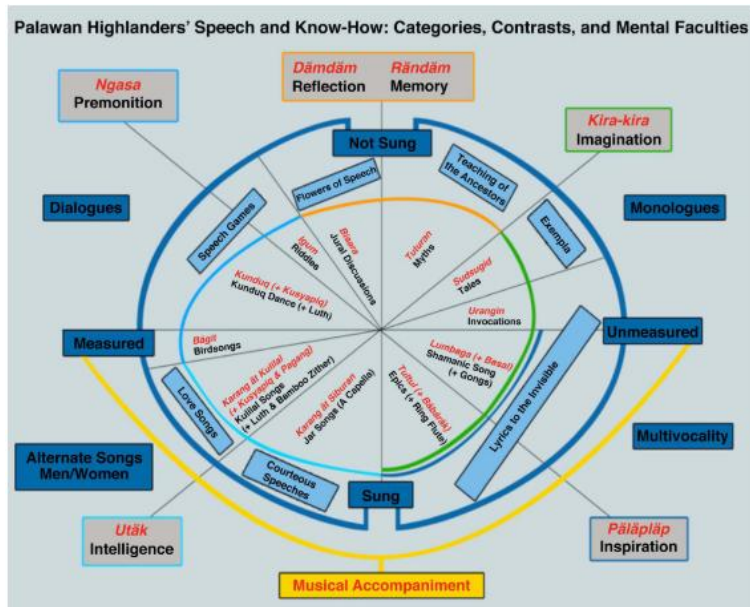 Palawan Highlanders' Speech and Know-How: Categories, Contrasts, and Mental Faculties
Ngasa
Premonition
Dämdäm
Reflection
Rändäm
Memory
Kira-kira
Imagination
Not Sung
Dialogues
Monologues
Speech Games
Flowers of Speech
Teaching of
the Ancestors
Exempla
Igum
Riddles
Bisara
Jural Discussions
Tuturan
Myths
Sudsugid
Tales
Kunduq (+ Kusyapiq)
Kunduq Dance (+ Luth)
Urangin
Invocations
Measured
Unmeasured
Bägit
Birdsongs
Lumbaga (+ Basal)
Shamanic Song
(+ Gongs)
Karang ät Kulilal
(+ Kusyapiq & Pagang)
Kulilal Songs
(+ Luth & Bamboo Zither)
Karang ät Siburan
Jar Songs (A Capella)
Tultul (+ Bäbäräk)
Epics (+ Ring Flute)
Love Songs
Courteous
Speeches
Lyrics to the Invisible
Alternate Songs
Men/Women
Multivocality
Sung
Utäk
Intelligence
Päläpläp
Inspiration
Musical Accompaniment